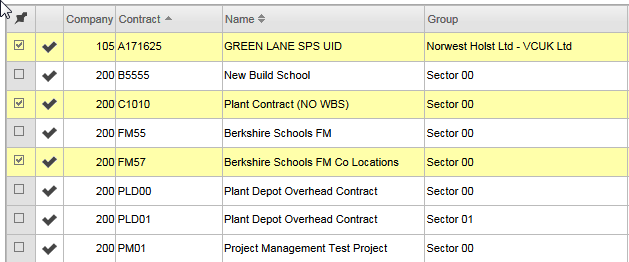 Company Contract Name Group
105 A171625 GREEN LANE SPS UID Norwest Holst Ltd - VCUK Ltd
200 B5555 New Build School Sector 00
200 C1010 Plant Contract (NO WBS) Sector 00
200 FM55 Berkshire Schools FM Sector 00
200 FM57 Berkshire Schools FM Co Locations Sector 00
200 PLD00 Plant Depot Overhead Contract Sector 00
200 PLD01 Plant Depot Overhead Contract Sector 01
200 PM01 Project Management Test Project Sector 00